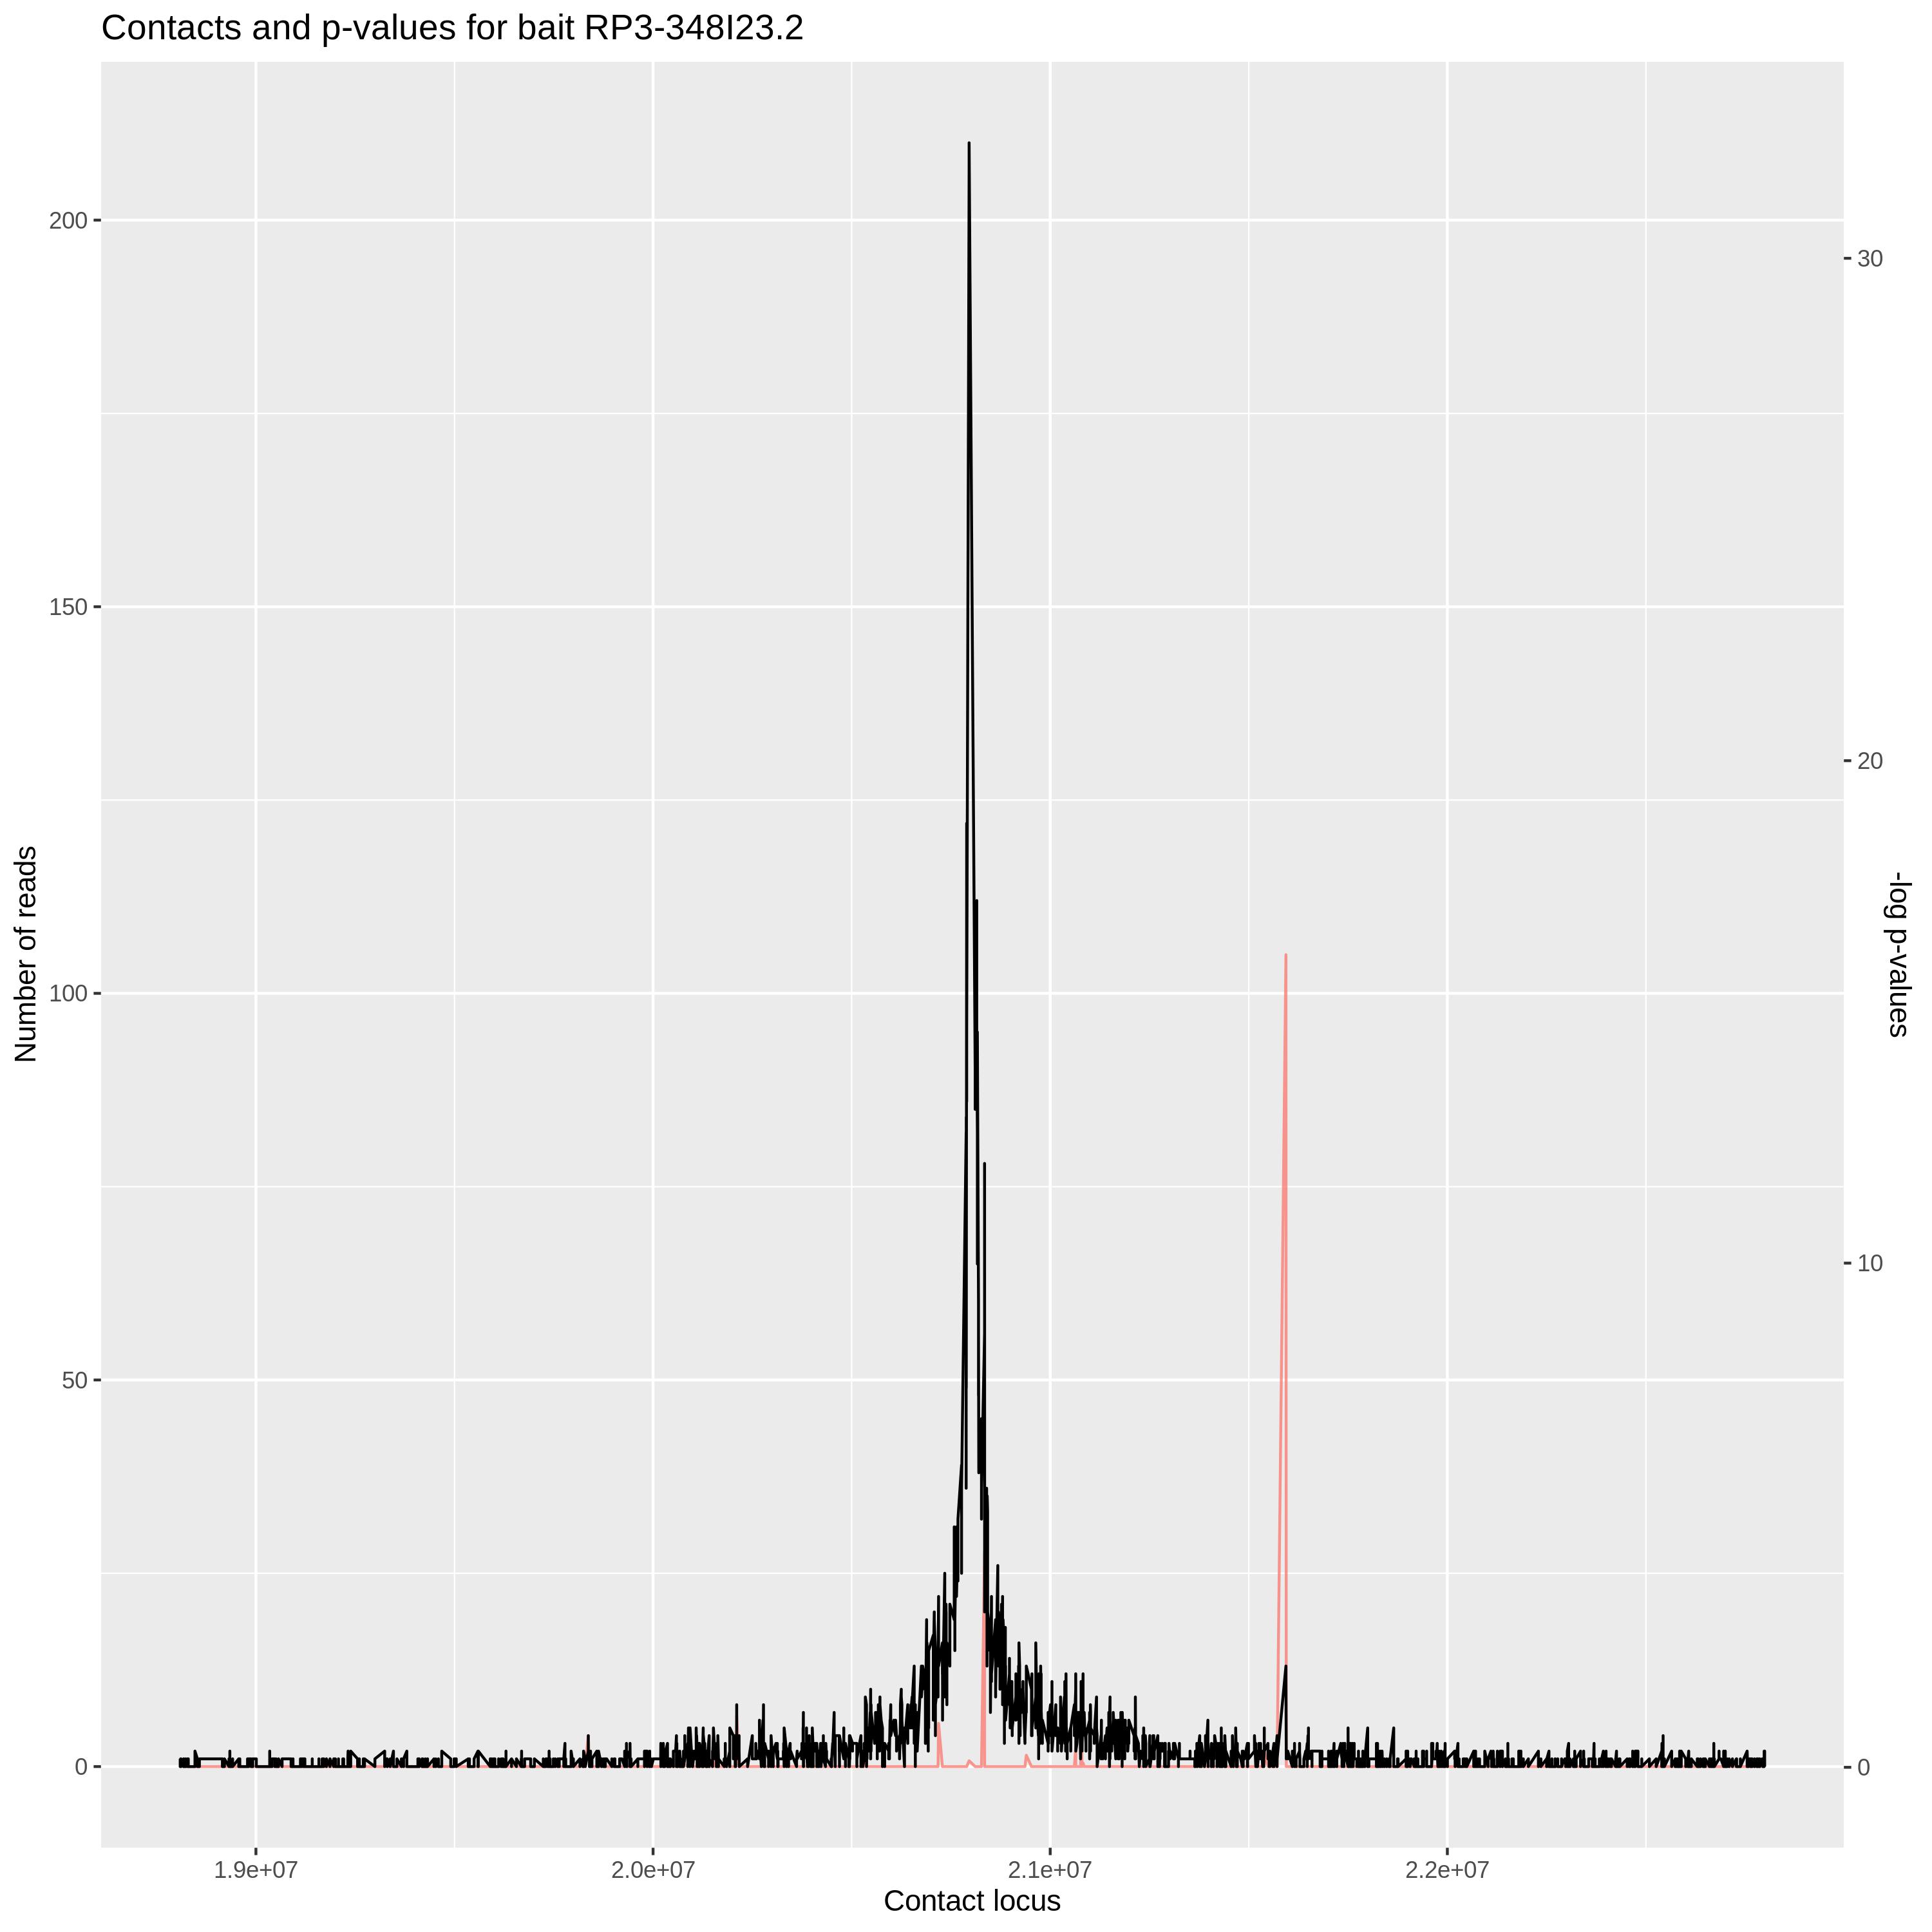 Contacts and p-values for bait RP3-348I23.2
200
150
100
50
0
30
20
10
0
Number of reads
-log p-values
1.9e+07
2.0e+07
2.1e+07
2.2e+07
Contact locus